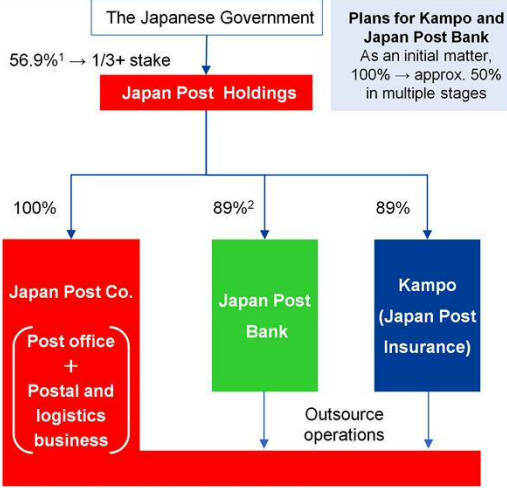 The Japanese Government
Plans for Kampo and
Japan Post Bank
As an initial matter,
100% → approx. 50%
in multiple stages
56.9%¹ → 1/3+ stake
Japan Post Holdings
100%
89%²
89%
Japan Post Co.
Post office
+
Postal and
logistics
business
Japan Post
Bank
Kampo
(Japan Post
Insurance)
Outsource
operations